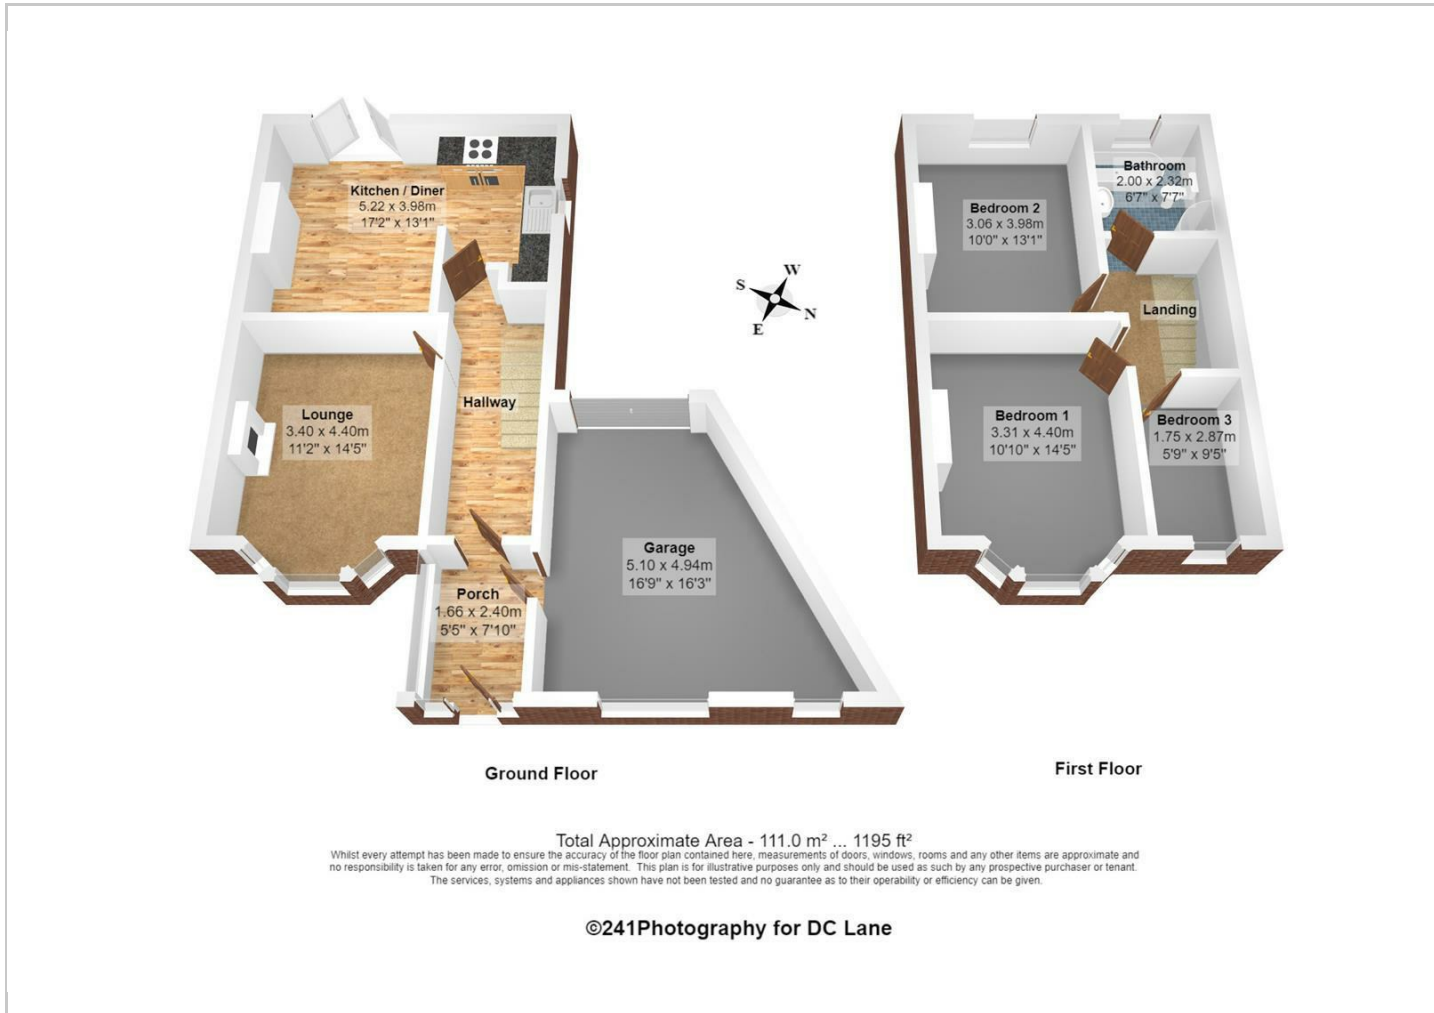 Kitchen / Diner
5.22 x 3.98m
17'2" x 13'1"
Lounge
3.40 x 4.40m
11'2" x 14'5"
Hallway
Porch
1.66 x 2.40m
5'5" x 7'10"
Garage
5.10 x 4.94m
16'9" x 16'3"
W
S
N
E
Bathroom
2.00 x 2.32m
6'7" x 7'7"
Bedroom 2
3.06 x 3.98m
10'0" x 13'1"
Landing
Bedroom 1
3.31 x 4.40m
10'10" x 14'5"
Bedroom 3
1.75 x 2.87m
5'9" x 9'5"
Ground Floor
First Floor
Total Approximate Area - 111.0 m² ... 1195 ft²
Whilst every attempt has been made to ensure the accuracy of the floor plan contained here, measurements of doors, windows, rooms and any other items are approximate and
no responsibility is taken for any error, omission or mis-statement. This plan is for illustrative purposes only and should be used as such by any prospective purchaser or tenant.
The services, systems and appliances shown have not been tested and no guarantee as to their operability or efficiency can be given.
©241Photography for DC Lane